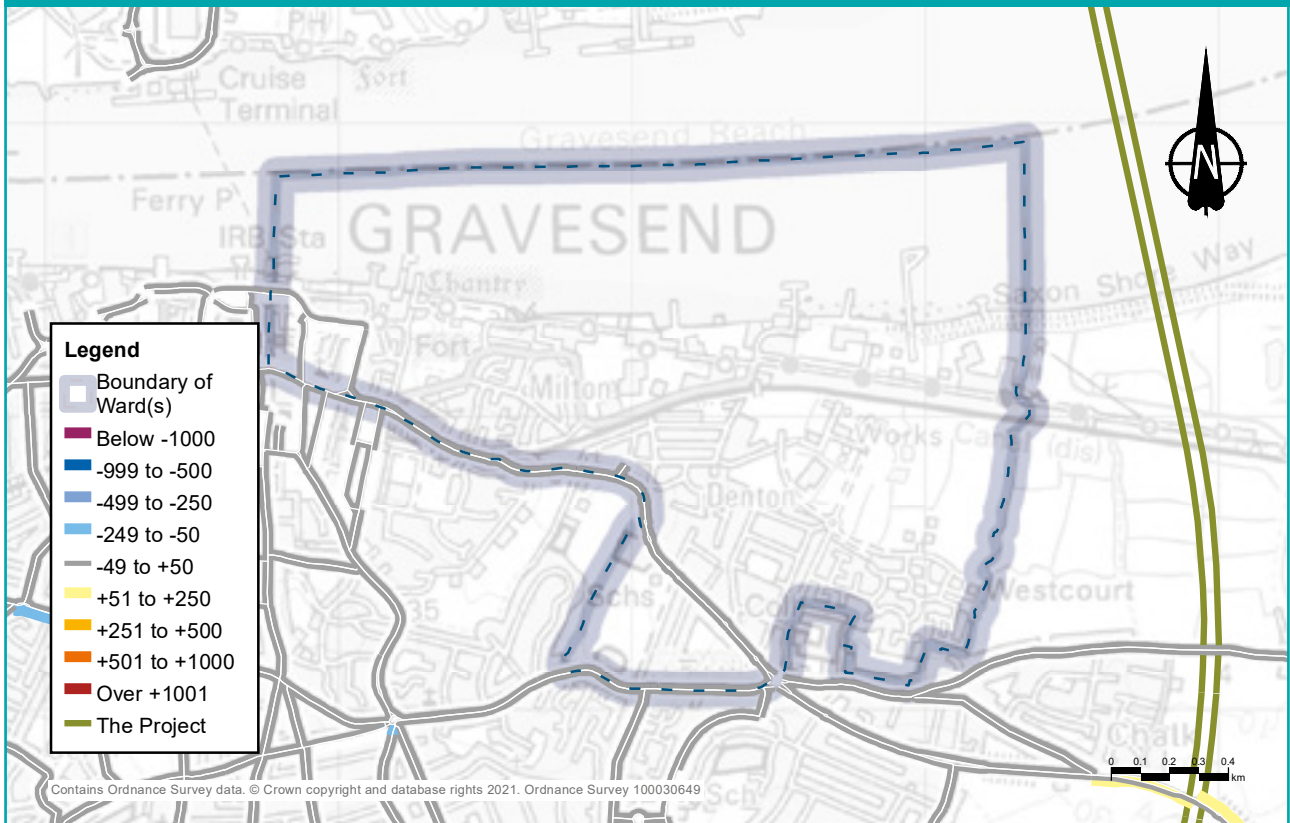 PH
Cruise
Terminal
Fort
Gravesend Reach
N
Ferry P
IRB Sta
GRAVESEND
Chantry
Saxon Shore Way
Fort
Milton
Works
(dis)
Westcourt
Schs
35
Chalk
Legend
Boundary of
Ward(s)
Below -1000
-999 to -500
-499 to -250
-249 to -50
-49 to +50
+51 to +250
+251 to +500
+501 to +1000
Over +1001
The Project
0 0.1 0.2 0.3 0.4
km
Contains Ordnance Survey data. © Crown copyright and database rights 2021. Ordnance Survey 100030649